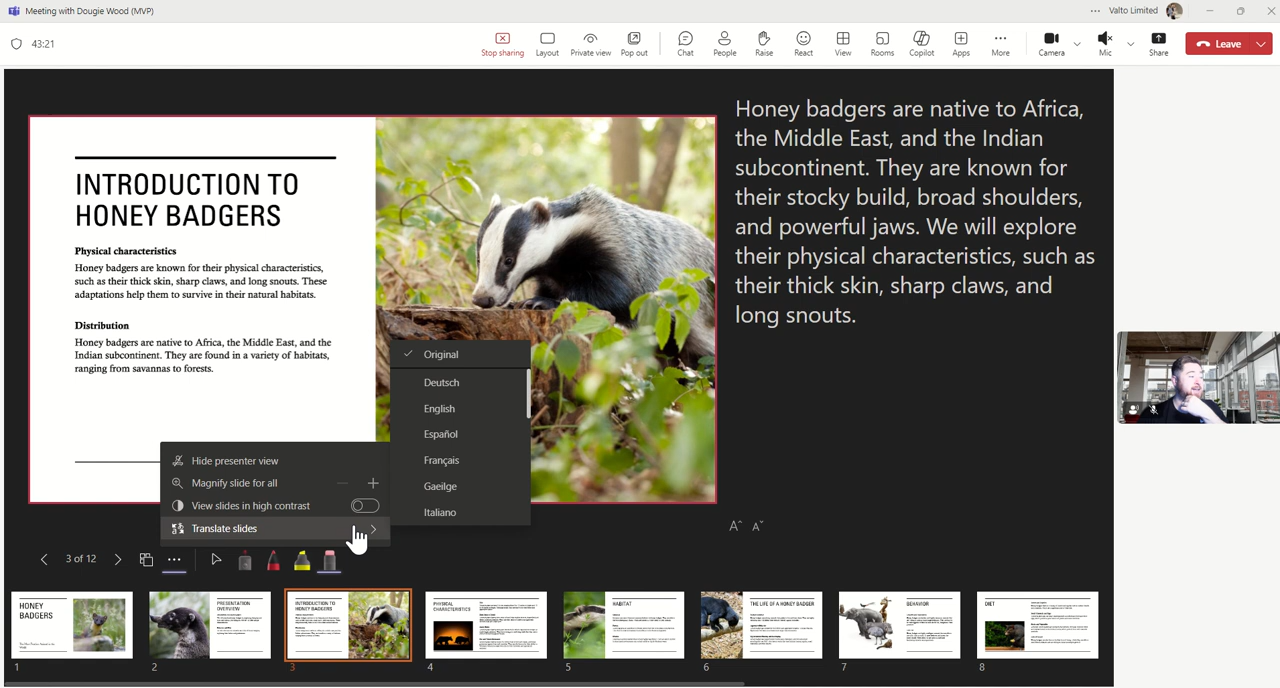 Meeting with Dougie Wood (MVP)
Valto Limited
43:21
Stop sharing
Layout
Private view
Pop out
Chat
People
Raise
React
View
Rooms
Copilot
Apps
More
Camera
Mic
Share
Leave
INTRODUCTION TO
HONEY BADGERS
Physical characteristics
Honey badgers are known for their physical characteristics,
such as their thick skin, sharp claws, and long snouts. These
adaptations help them to survive in their natural habitats.
Distribution
Honey badgers are native to Africa, the Middle East, and the
Indian subcontinent. They are found in a variety of habitats,
ranging from savannas to forests.
Honey badgers are native to Africa,
the Middle East, and the Indian
subcontinent. They are known for
their stocky build, broad shoulders,
and powerful jaws. We will explore
their physical characteristics, such as
their thick skin, sharp claws, and
long snouts.
Original
Deutsch
English
Español
Français
Gaeilge
Italiano
Hide presenter view
Magnify slide for all
View slides in high contrast
Translate slides
A A
3 of 12
HONEY
BADGERS
PRESENTATION
OVERVIEW
INTRODUCTION TO
HONEY BADGERS
PHYSICAL
CHARACTERISTICS
HABITAT
THE LIFE OF A HONEY BADGER
BEHAVIOR
DIET
1
2
3
4
5
6
7
8